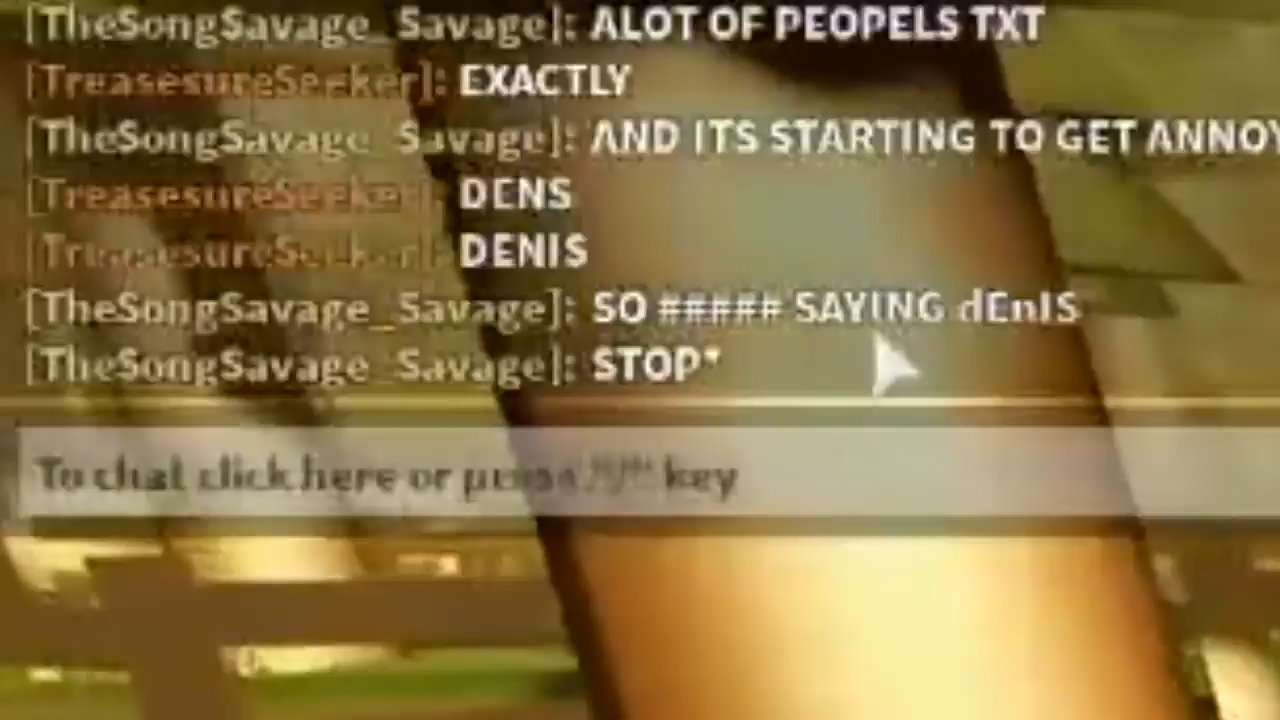 [TheSongSavage_Savage]: ALOT OF PEOPELS TXT
[TreasesureSeeker]: EXACTLY
[TheSongSavage_Savage]: AND ITS STARTING TO GET ANNOY
[TreasesureSeeker]: DENS
[TreasesureSeeker]: DENIS
[TheSongSavage_Savage]: SO ##### SAYING dEnIS
[TheSongSavage_Savage]: STOP*
To chat click here or press key